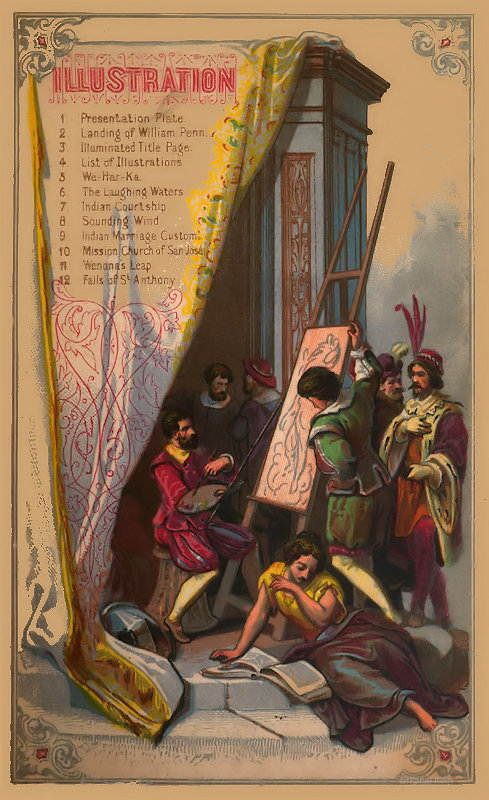 ILLUSTRATION
1 Presentation Plate.
2 Landing of William Penn.
3 Illuminated Title Page.
4 List of Illustrations
5 We-Har-Ka.
6. The Laughing Waters
7 Indian Courtship
8 Sounding Wind
9 Indian Marriage Custom
10 Mission Church of San Jose
11 Wenona's Leap
12 Falls of St Anthony